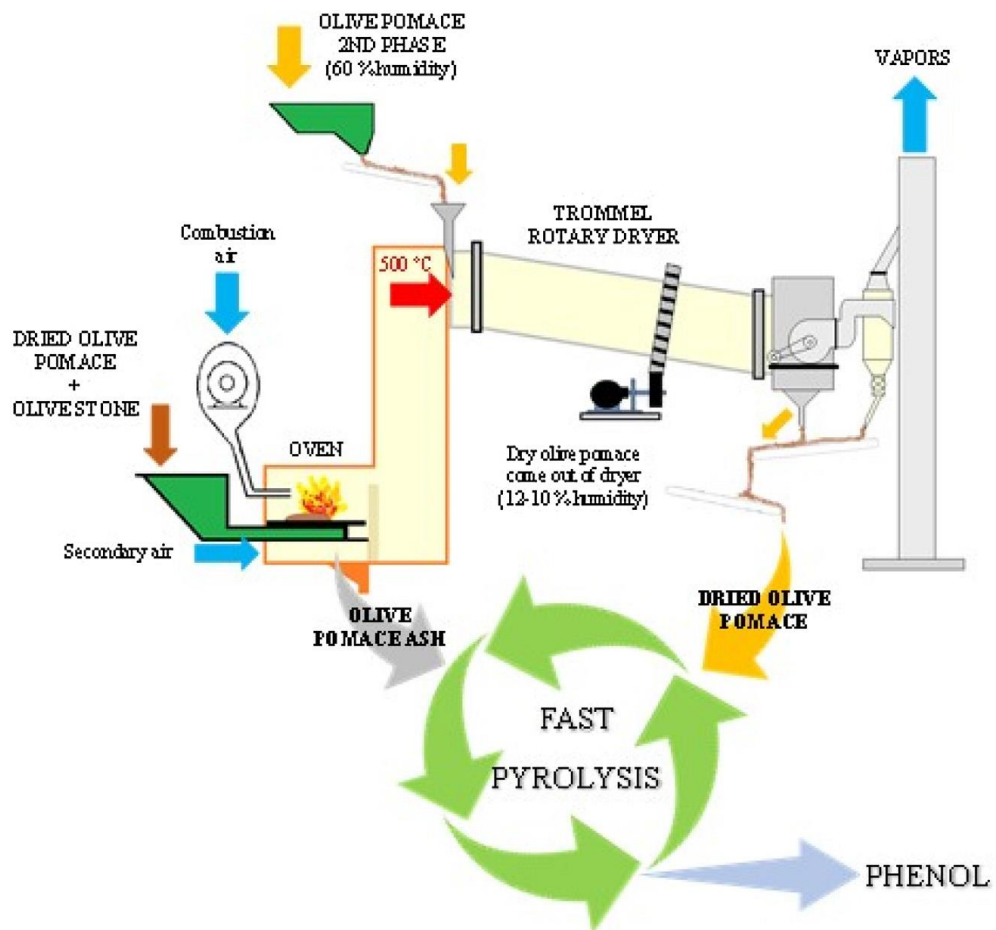 OLIVE POMACE
2ND PHASE
(60 % humidity)
VAPORS
TROMMEL
ROTARY DRYER
Combustion
air
500 °C
DRIED OLIVE
POMACE
+
OLIVE STONE
OVEN
Dry olive pomace
come out of dryer
(12-10 % humidity)
Secondary air
OLIVE
POMACE ASH
DRIED OLIVE
POMACE
FAST
PYROLYSIS
PHENOL